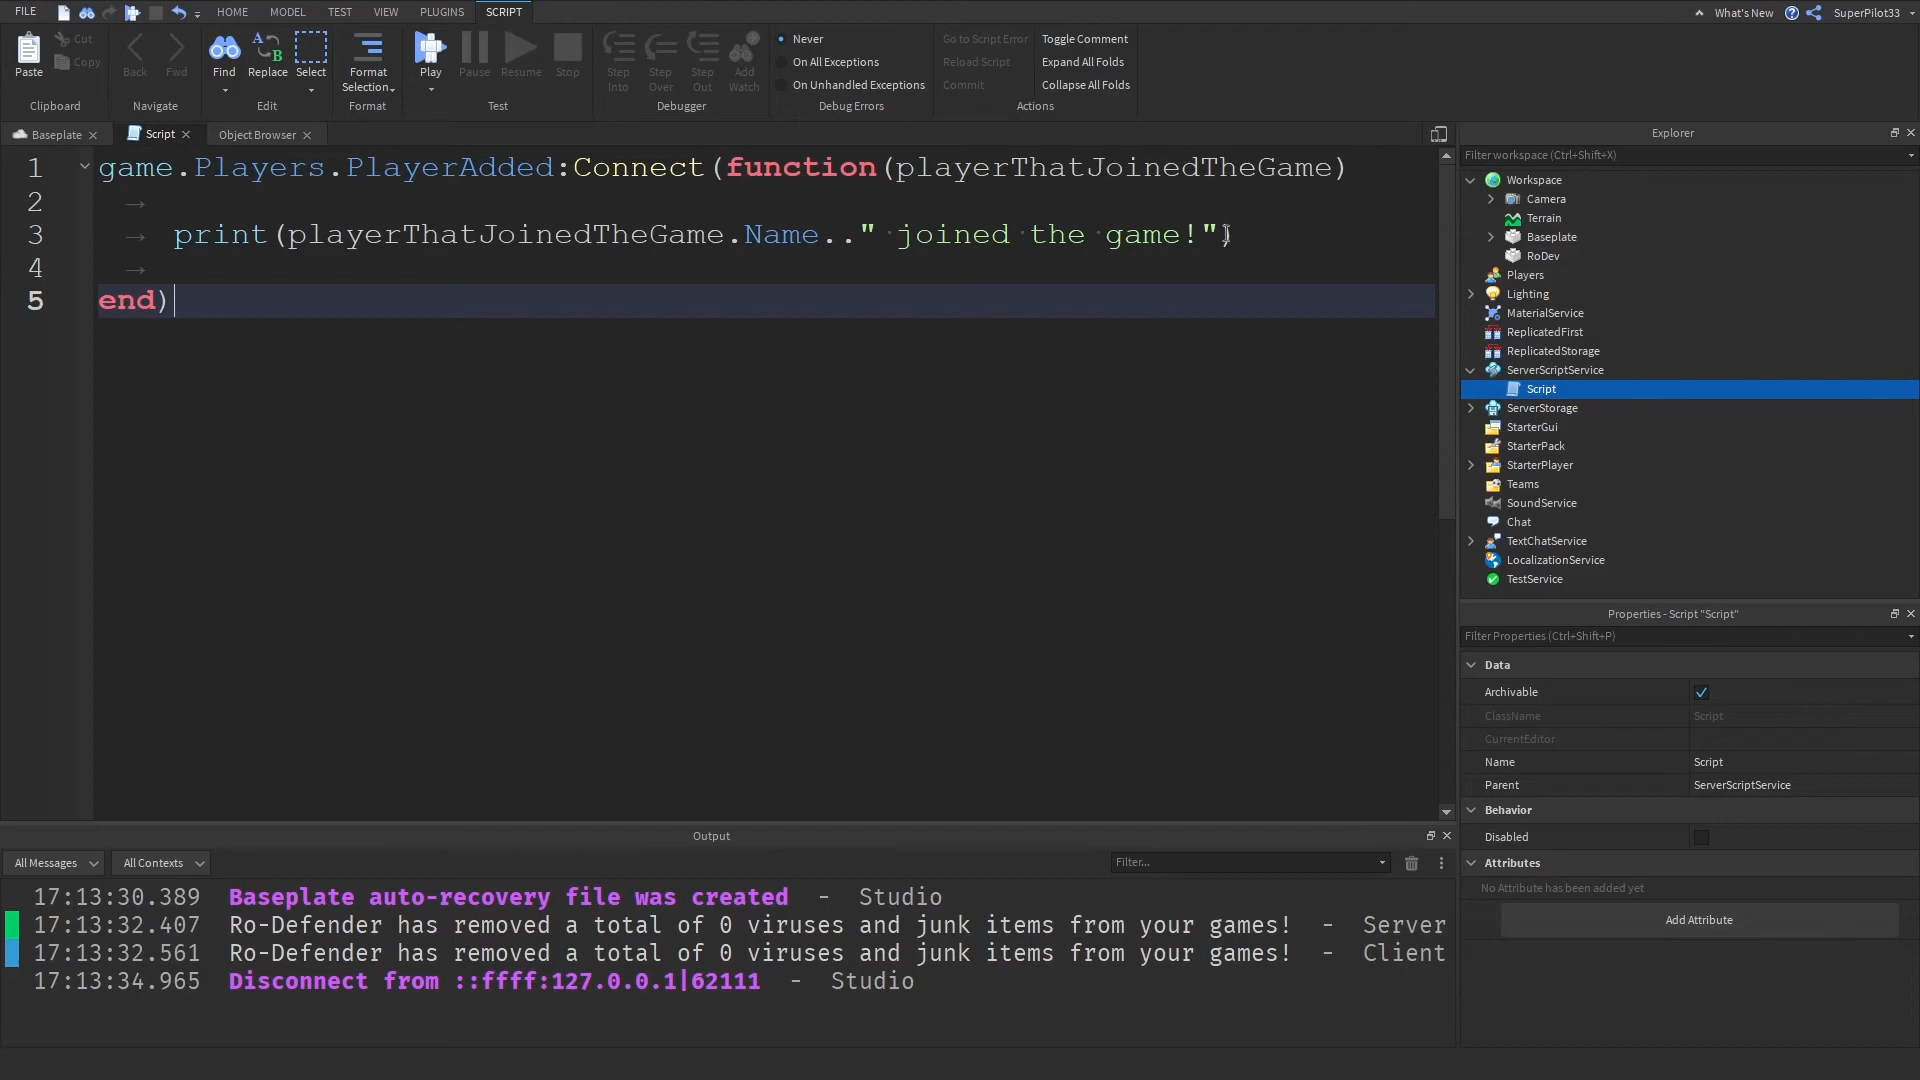 FILE HOME MODEL TEST VIEW PLUGINS SCRIPT What's New SuperPilot33
Paste Cut Copy Back Fwd Find Replace Select Format Selection Play Pause Resume Stop Step Into Step Over Step Out Add Watch
Never
On All Exceptions
On Unhandled Exceptions
Go to Script Error
Reload Script
Commit
Toggle Comment
Expand All Folds
Collapse All Folds
Clipboard Navigate Edit Format Test Debugger Debug Errors Actions
Baseplate Script Object Browser
1 game.Players.PlayerAdded:Connect(function(playerThatJoinedTheGame)
2
3 print(playerThatJoinedTheGame.Name.." joined the game!")
4
5 end)
Explorer
Filter workspace (Ctrl+Shift+X)
Workspace
Camera
Terrain
Baseplate
RoDev
Players
Lighting
MaterialService
ReplicatedFirst
ReplicatedStorage
ServerScriptService
Script
ServerStorage
StarterGui
StarterPack
StarterPlayer
Teams
SoundService
Chat
TextChatService
LocalizationService
TestService
Properties - Script "Script"
Filter Properties (Ctrl+Shift+P)
Data
Archivable
ClassName Script
CurrentEditor
Name Script
Parent ServerScriptService
Behavior
Disabled
Attributes
No Attribute has been added yet
Add Attribute
Output
All Messages All Contexts Filter...
17:13:30.389 Baseplate auto-recovery file was created - Studio
17:13:32.407 Ro-Defender has removed a total of 0 viruses and junk items from your games! - Server
17:13:32.561 Ro-Defender has removed a total of 0 viruses and junk items from your games! - Client
17:13:34.965 Disconnect from ::ffff:127.0.0.1|62111 - Studio